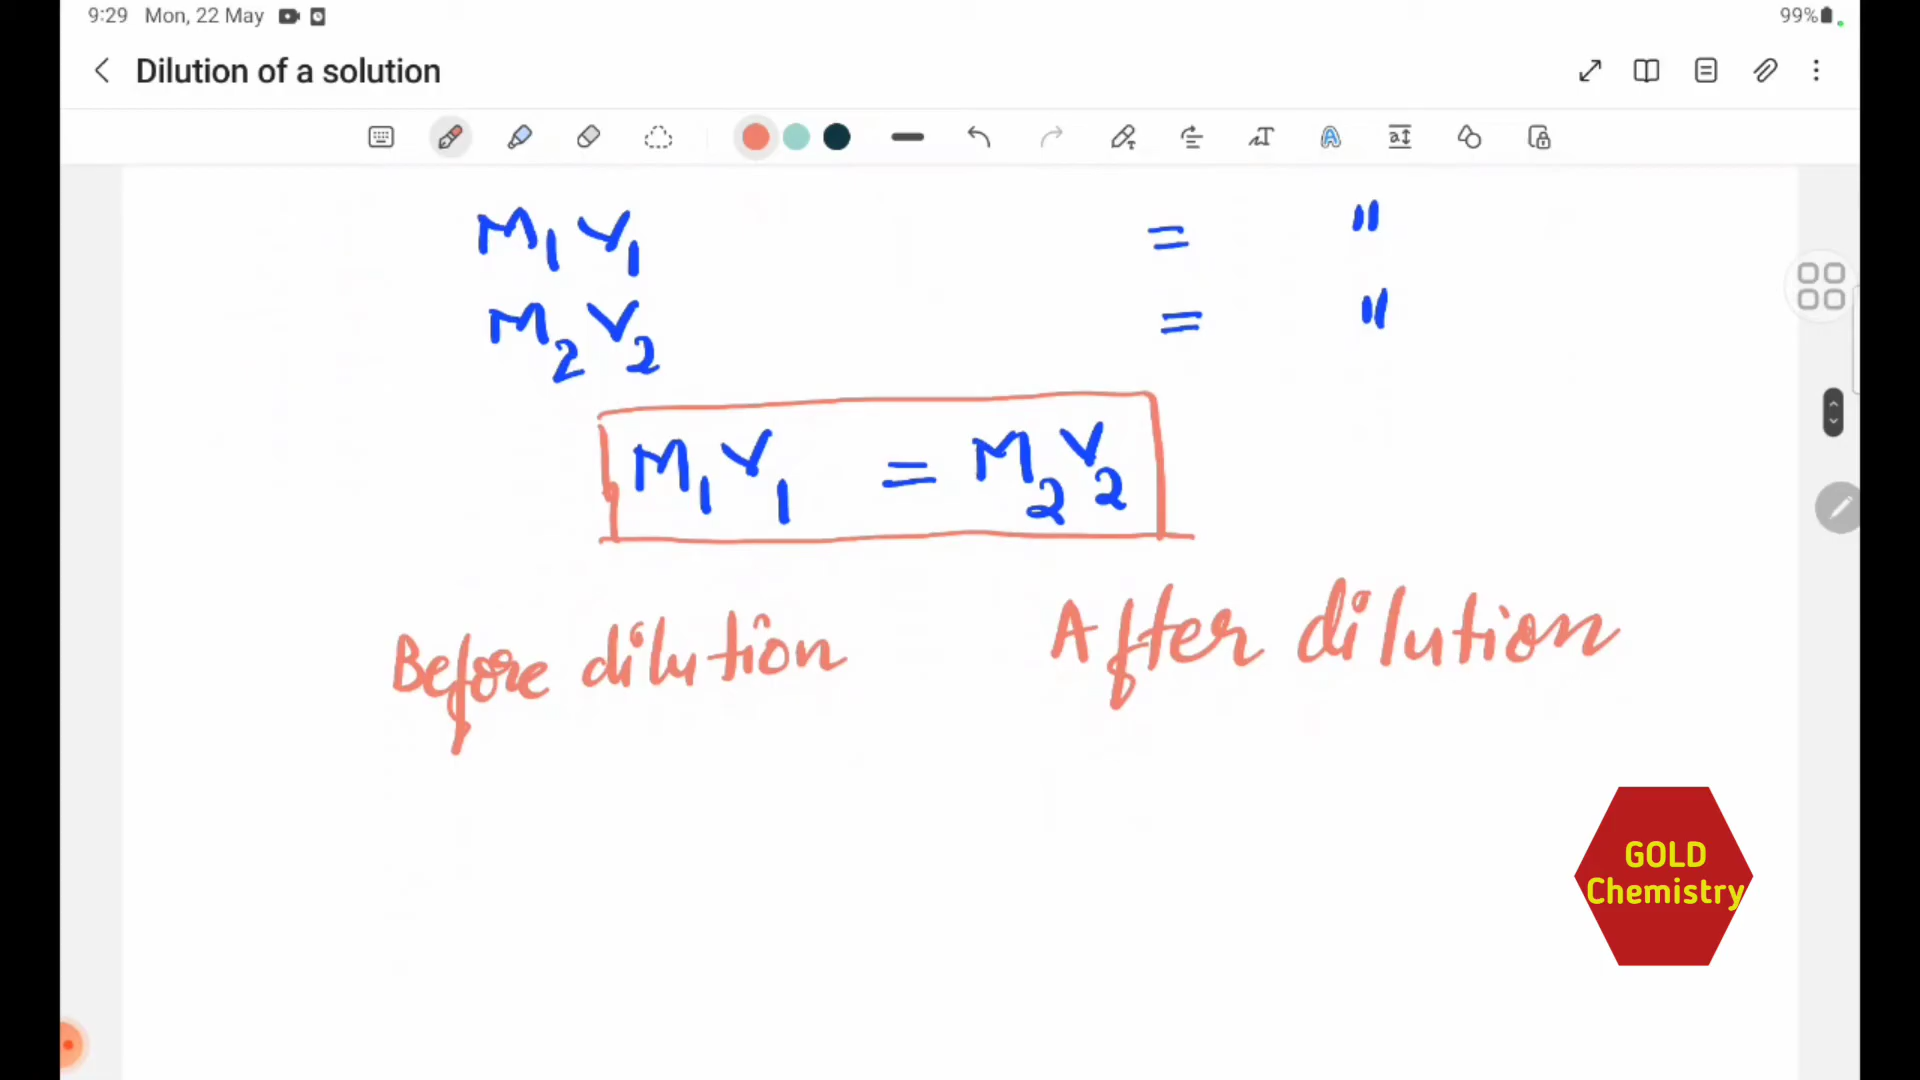 9:29 Mon, 22 May
99%
Dilution of a solution
M₁V₁ = "
M₂V₂ = "
M₁V₁ = M₂V₂
Before dilution After dilution
GOLD
Chemistry